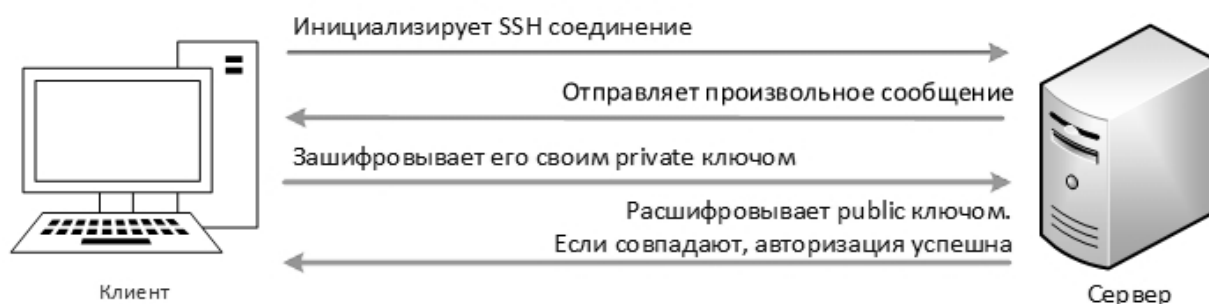 Инициализирует SSH соединение
Отправляет произвольное сообщение
Зашифровывает его своим private ключом
Расшифровывает public ключом.
Если совпадают, авторизация успешна
Клиент
Сервер